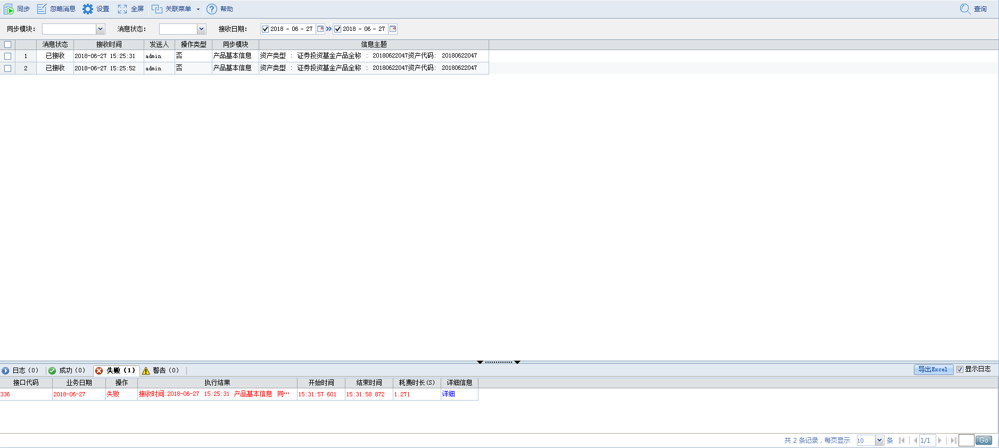 同步 忽略消息 设置 全屏 关联菜单 帮助 查询
同步模块: 消息状态: 接收日期: 2018 - 06 - 27 » 2018 - 06 - 27
消息状态 接收时间 发送人 操作类型 同步模块 信息主题
1 已接收 2018-06-27 15:25:31 admin 否 产品基本信息 资产类型 : 证券投资基金产品全称 : 20180622047资产代码: 20180622047
2 已接收 2018-06-27 15:25:52 admin 否 产品基本信息 资产类型 : 证券投资基金产品全称 : 20180622047资产代码: 20180622047
日志 (0) 成功 (0) 失败 (1) 警告 (0) 导出Excel 显示日志
接口代码 业务日期 操作 执行结果 开始时间 结束时间 耗费时长(S) 详细信息
336 2018-06-27 失败 接收时间:2018-06-27 15:25:31 产品基本信息 同… 15:31:57 601 15:31:58 872 1.271 详细
共 2 条记录，每页显示 10 条 1/1 Go